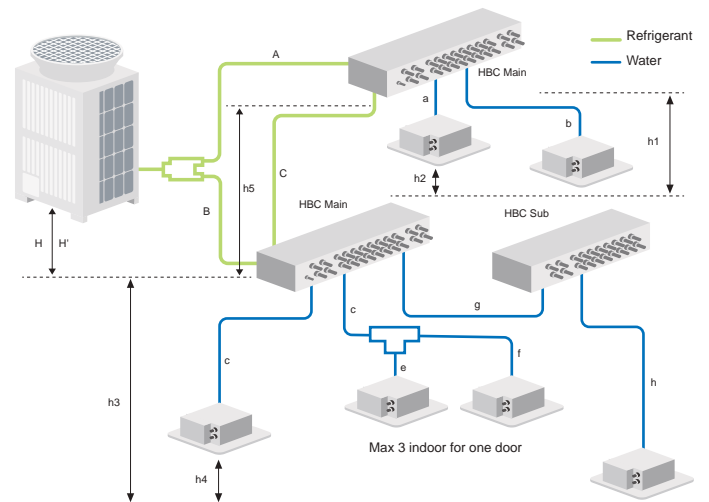 Refrigerant
A
Water
HBC Main
a
b
h1
h5
C
h2
HBC Main
B
HBC Sub
H H'
g
c
c
f
e
h
h3
Max 3 indoor for one door
h4